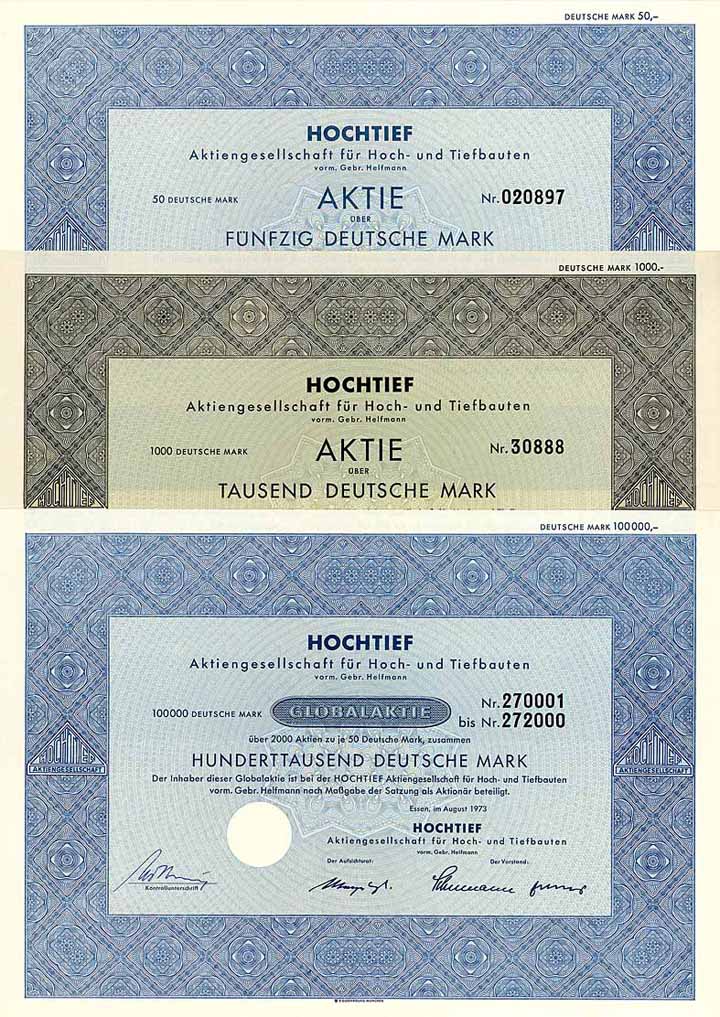 DEUTSCHE MARK 50,–
HOCHTIEF
Aktiengesellschaft für Hoch- und Tiefbauten
vorm. Gebr. Helfmann
50 DEUTSCHE MARK
AKTIE
Nr. 020897
ÜBER
FÜNFZIG DEUTSCHE MARK
HOCHTIEF
HOCHTIEF
DEUTSCHE MARK 1000.-
HOCHTIEF
Aktiengesellschaft für Hoch- und Tiefbauten
vorm. Gebr. Helfmann
1000 DEUTSCHE MARK
AKTIE
Nr. 30888
ÜBER
TAUSEND DEUTSCHE MARK
HOCHTIEF
HOCHTIEF
DEUTSCHE MARK 100000,–
HOCHTIEF
Aktiengesellschaft für Hoch- und Tiefbauten
vorm. Gebr. Helfmann
100000 DEUTSCHE MARK
GLOBALAKTIE
Nr. 270001
bis Nr. 272000
über 2000 Aktien zu je 50 Deutsche Mark, zusammen
HUNDERTTAUSEND DEUTSCHE MARK
HOCHTIEF
AKTIENGESELLSCHAFT
HOCHTIEF
AKTIENGESELLSCHAFT
Der Inhaber dieser Globalaktie ist bei der HOCHTIEF Aktiengesellschaft für Hoch- und Tiefbauten
vorm. Gebr. Helfmann nach Maßgabe der Satzung als Aktionär beteiligt.
Essen, im August 1973
HOCHTIEF
Aktiengesellschaft für Hoch- und Tiefbauten
vorm. Gebr. Helfmann
Der Aufsichtsrat:
Der Vorstand:
Kontrollunterschrift